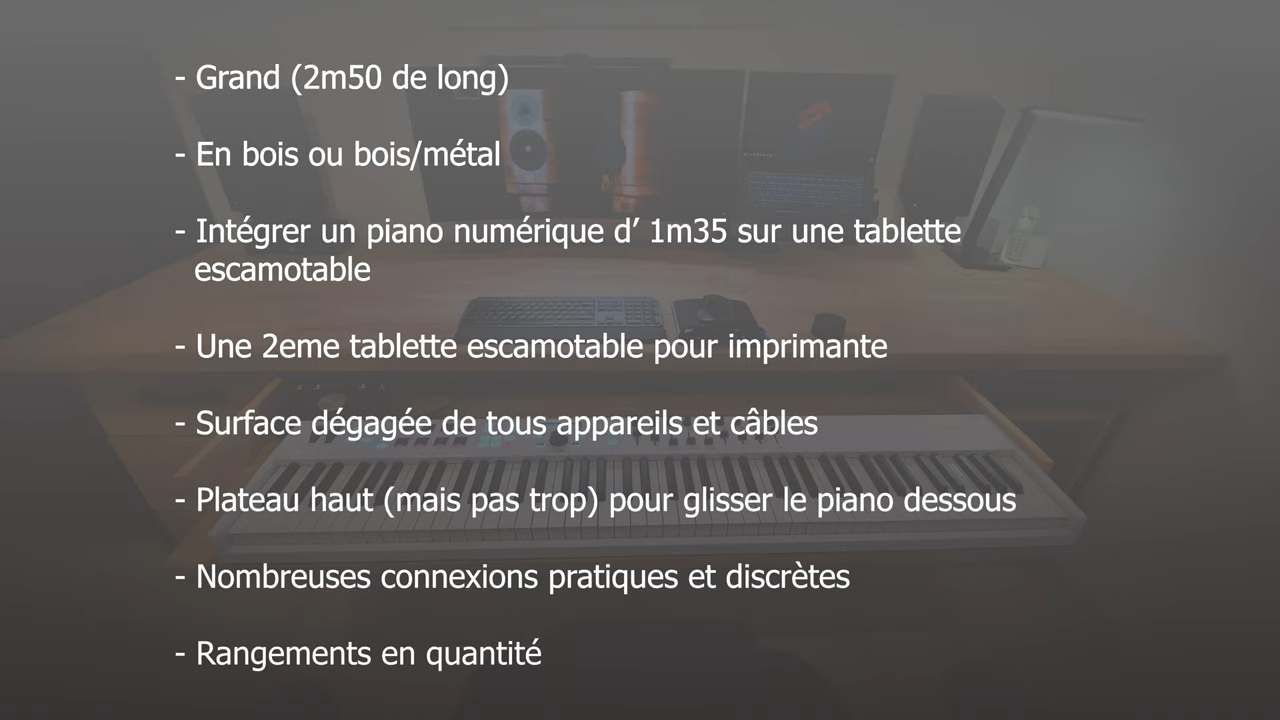 - Grand (2m50 de long)
- En bois ou bois/métal
- Intégrer un piano numérique d’ 1m35 sur une tablette
escamotable
- Une 2eme tablette escamotable pour imprimante
- Surface dégagée de tous appareils et câbles
- Plateau haut (mais pas trop) pour glisser le piano dessous
- Nombreuses connexions pratiques et discrètes
- Rangements en quantité